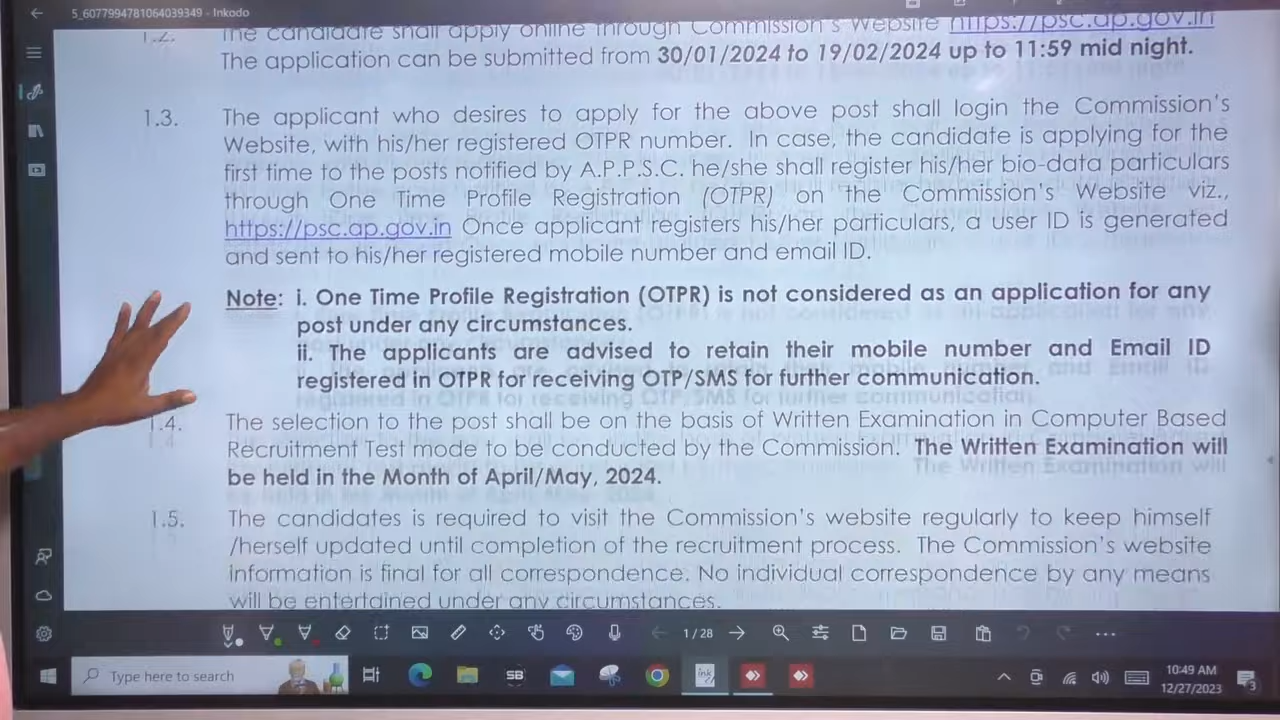 5_6077994781064039349 - Inkodo
1.2. The candidate shall apply online through Commission's Website https://psc.ap.gov.in
The application can be submitted from 30/01/2024 to 19/02/2024 up to 11:59 mid night.
1.3. The applicant who desires to apply for the above post shall login the Commission's
Website, with his/her registered OTPR number. In case, the candidate is applying for the
first time to the posts notified by A.P.P.S.C. he/she shall register his/her bio-data particulars
through One Time Profile Registration (OTPR) on the Commission's Website viz.,
https://psc.ap.gov.in Once applicant registers his/her particulars, a user ID is generated
and sent to his/her registered mobile number and email ID.
Note: i. One Time Profile Registration (OTPR) is not considered as an application for any
post under any circumstances.
ii. The applicants are advised to retain their mobile number and Email ID
registered in OTPR for receiving OTP/SMS for further communication.
1.4. The selection to the post shall be on the basis of Written Examination in Computer Based
Recruitment Test mode to be conducted by the Commission. The Written Examination will
be held in the Month of April/May, 2024.
1.5. The candidates is required to visit the Commission's website regularly to keep himself
/herself updated until completion of the recruitment process. The Commission's website
information is final for all correspondence. No individual correspondence by any means
will be entertained under any circumstances.
1/28
Type here to search
SB
ink
10:49 AM
12/27/2023
3